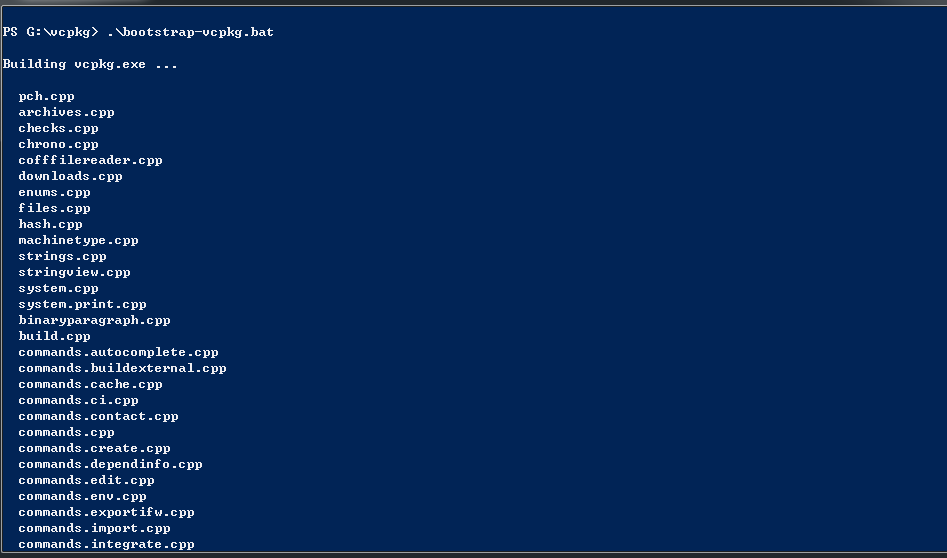 PS G:\vcpkg> .\bootstrap-vcpkg.bat
Building vcpkg.exe ...
pch.cpp
archives.cpp
checks.cpp
chrono.cpp
cofffilereader.cpp
downloads.cpp
enums.cpp
files.cpp
hash.cpp
machinetype.cpp
strings.cpp
stringview.cpp
system.cpp
system.print.cpp
binaryparagraph.cpp
build.cpp
commands.autocomplete.cpp
commands.buildexternal.cpp
commands.cache.cpp
commands.ci.cpp
commands.contact.cpp
commands.cpp
commands.create.cpp
commands.dependinfo.cpp
commands.edit.cpp
commands.env.cpp
commands.exportifw.cpp
commands.import.cpp
commands.integrate.cpp